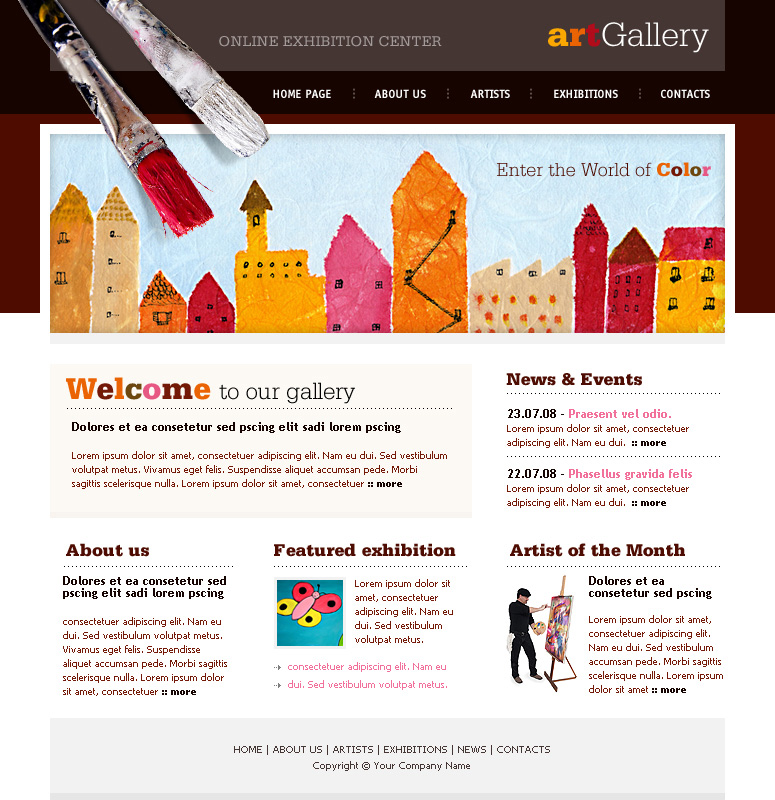 ONLINE EXHIBITION CENTER
artGallery
HOME PAGE
ABOUT US
ARTISTS
EXHIBITIONS
CONTACTS
Enter the World of Color
Welcome to our gallery
Dolores et ea consetetur sed pscing elit sadi lorem pscing
Lorem ipsum dolor sit amet, consectetuer adipiscing elit. Nam eu dui. Sed vestibulum
volutpat metus. Vivamus eget felis. Suspendisse aliquet accumsan pede. Morbi
sagittis scelerisque nulla. Lorem ipsum dolor sit amet, consectetuer :: more
News & Events
23.07.08 - Praesent vel odio.
Lorem ipsum dolor sit amet, consectetuer
adipiscing elit. Nam eu dui. :: more
22.07.08 - Phasellus gravida felis
Lorem ipsum dolor sit amet, consectetuer
adipiscing elit. Nam eu dui. :: more
About us
Dolores et ea consetetur sed
pscing elit sadi lorem pscing
consectetuer adipiscing elit. Nam eu
dui. Sed vestibulum volutpat metus.
Vivamus eget felis. Suspendisse
aliquet accumsan pede. Morbi sagittis
scelerisque nulla. Lorem ipsum dolor
sit amet, consectetuer :: more
Featured exhibition
Lorem ipsum dolor sit
amet, consectetuer
adipiscing elit. Nam eu
dui. Sed vestibulum
volutpat metus.
consectetuer adipiscing elit. Nam eu
dui. Sed vestibulum volutpat metus.
Artist of the Month
Dolores et ea
consetetur sed pscing
Lorem ipsum dolor sit amet,
consectetuer adipiscing elit.
Nam eu dui. Sed vestibulum
volutpat metus. Vivamus eget
felis. Suspendisse aliquet
accumsan pede. Lorem ipsum
dolor sit amet :: more
HOME | ABOUT US | ARTISTS | EXHIBITIONS | NEWS | CONTACTS
Copyright © Your Company Name